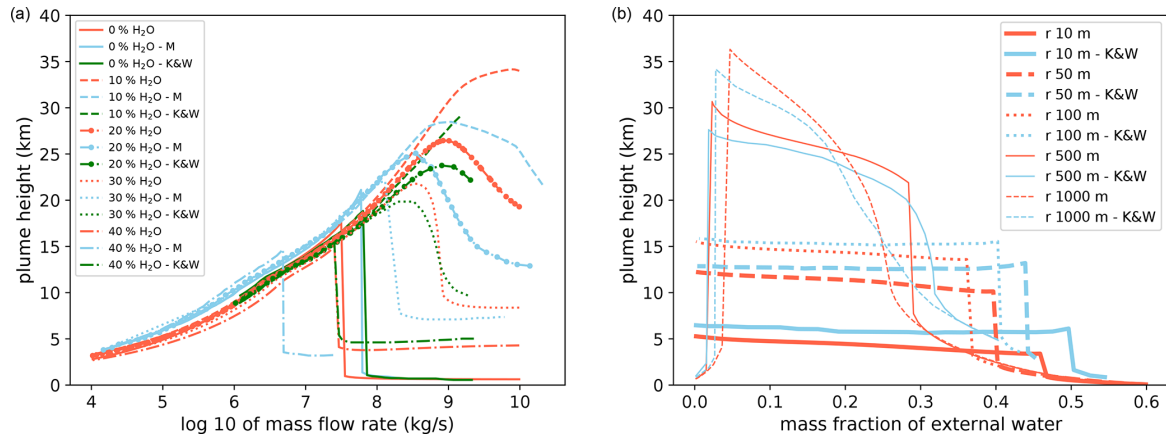 (a)
40
35
30
25
20
15
10
5
0
plume height (km)
0 % H₂O
0 % H₂O - M
0 % H₂O - K&W
10 % H₂O
10 % H₂O - M
10 % H₂O - K&W
20 % H₂O
20 % H₂O - M
20 % H₂O - K&W
30 % H₂O
30 % H₂O - M
30 % H₂O - K&W
40 % H₂O
40 % H₂O - M
40 % H₂O - K&W
4 5 6 7 8 9 10
log 10 of mass flow rate (kg/s)
(b)
40
35
30
25
20
15
10
5
0
plume height (km)
r 10 m
r 10 m - K&W
r 50 m
r 50 m - K&W
r 100 m
r 100 m - K&W
r 500 m
r 500 m - K&W
r 1000 m
r 1000 m - K&W
0.0 0.1 0.2 0.3 0.4 0.5 0.6
mass fraction of external water